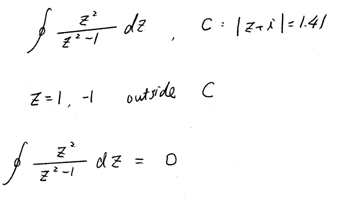 ∮ z²/(z²-1) dz , C : |z+i|=1.41
z=1, -1 outside C
∮ z²/(z²-1) dz = 0